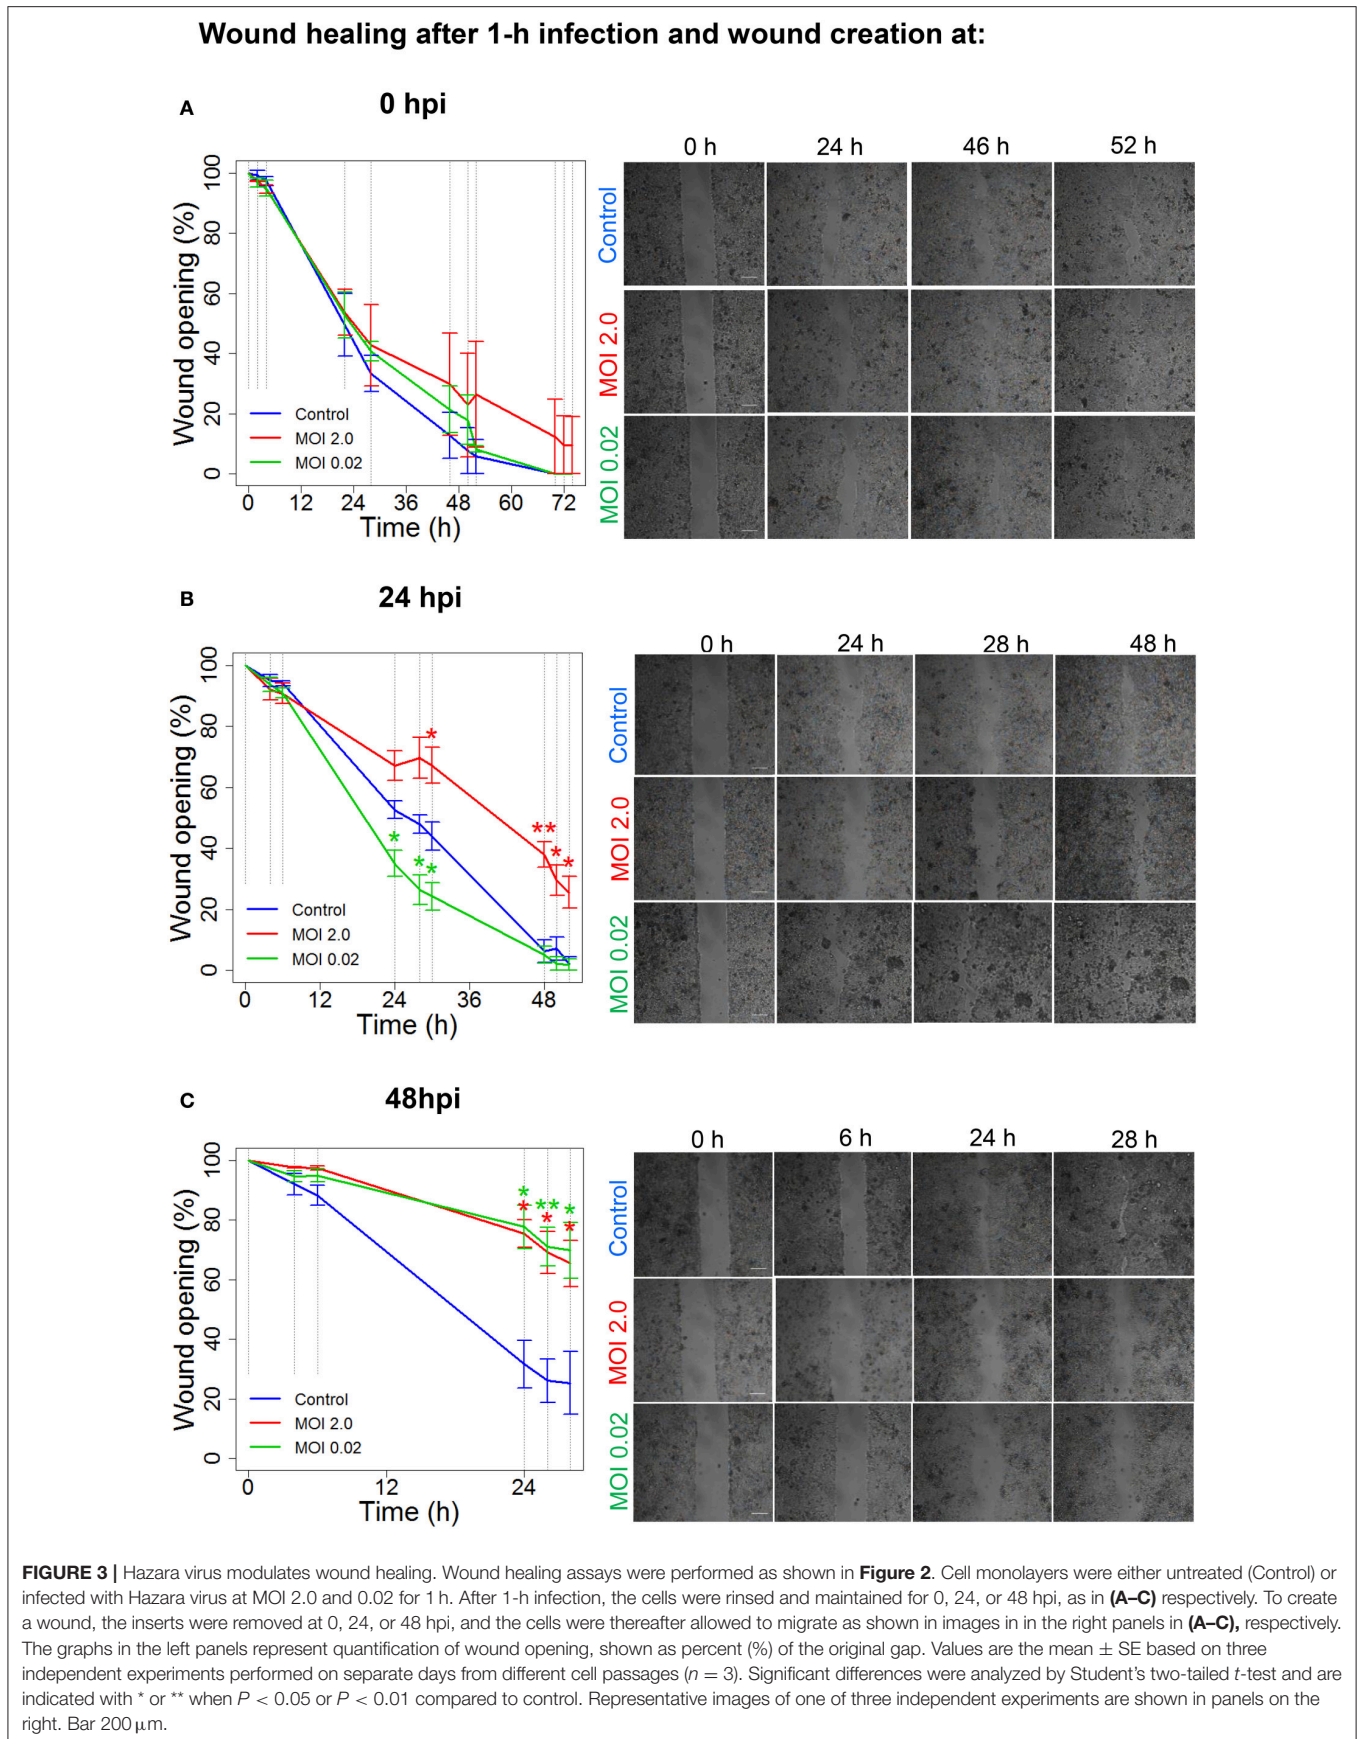 Wound healing after 1-h infection and wound creation at:
A
0 hpi
100
80
60
40
20
0
Wound opening (%)
Control
MOI 2.0
MOI 0.02
0 12 24 36 48 60 72
Time (h)
0 h 24 h 46 h 52 h
Control
MOI 2.0
MOI 0.02
B
24 hpi
100
80
60
40
20
0
Wound opening (%)
*
*
*
*
**
*
*
Control
MOI 2.0
MOI 0.02
0 12 24 36 48
Time (h)
0 h 24 h 28 h 48 h
Control
MOI 2.0
MOI 0.02
C
48hpi
100
80
60
40
20
0
Wound opening (%)
* ** *
* * *
Control
MOI 2.0
MOI 0.02
0 12 24
Time (h)
0 h 6 h 24 h 28 h
Control
MOI 2.0
MOI 0.02
FIGURE 3 | Hazara virus modulates wound healing. Wound healing assays were performed as shown in Figure 2. Cell monolayers were either untreated (Control) or
infected with Hazara virus at MOI 2.0 and 0.02 for 1 h. After 1-h infection, the cells were rinsed and maintained for 0, 24, or 48 hpi, as in (A–C) respectively. To create
a wound, the inserts were removed at 0, 24, or 48 hpi, and the cells were thereafter allowed to migrate as shown in images in in the right panels in (A–C), respectively.
The graphs in the left panels represent quantification of wound opening, shown as percent (%) of the original gap. Values are the mean ± SE based on three
independent experiments performed on separate days from different cell passages (n = 3). Significant differences were analyzed by Student's two-tailed t-test and are
indicated with * or ** when P < 0.05 or P < 0.01 compared to control. Representative images of one of three independent experiments are shown in panels on the
right. Bar 200 μm.